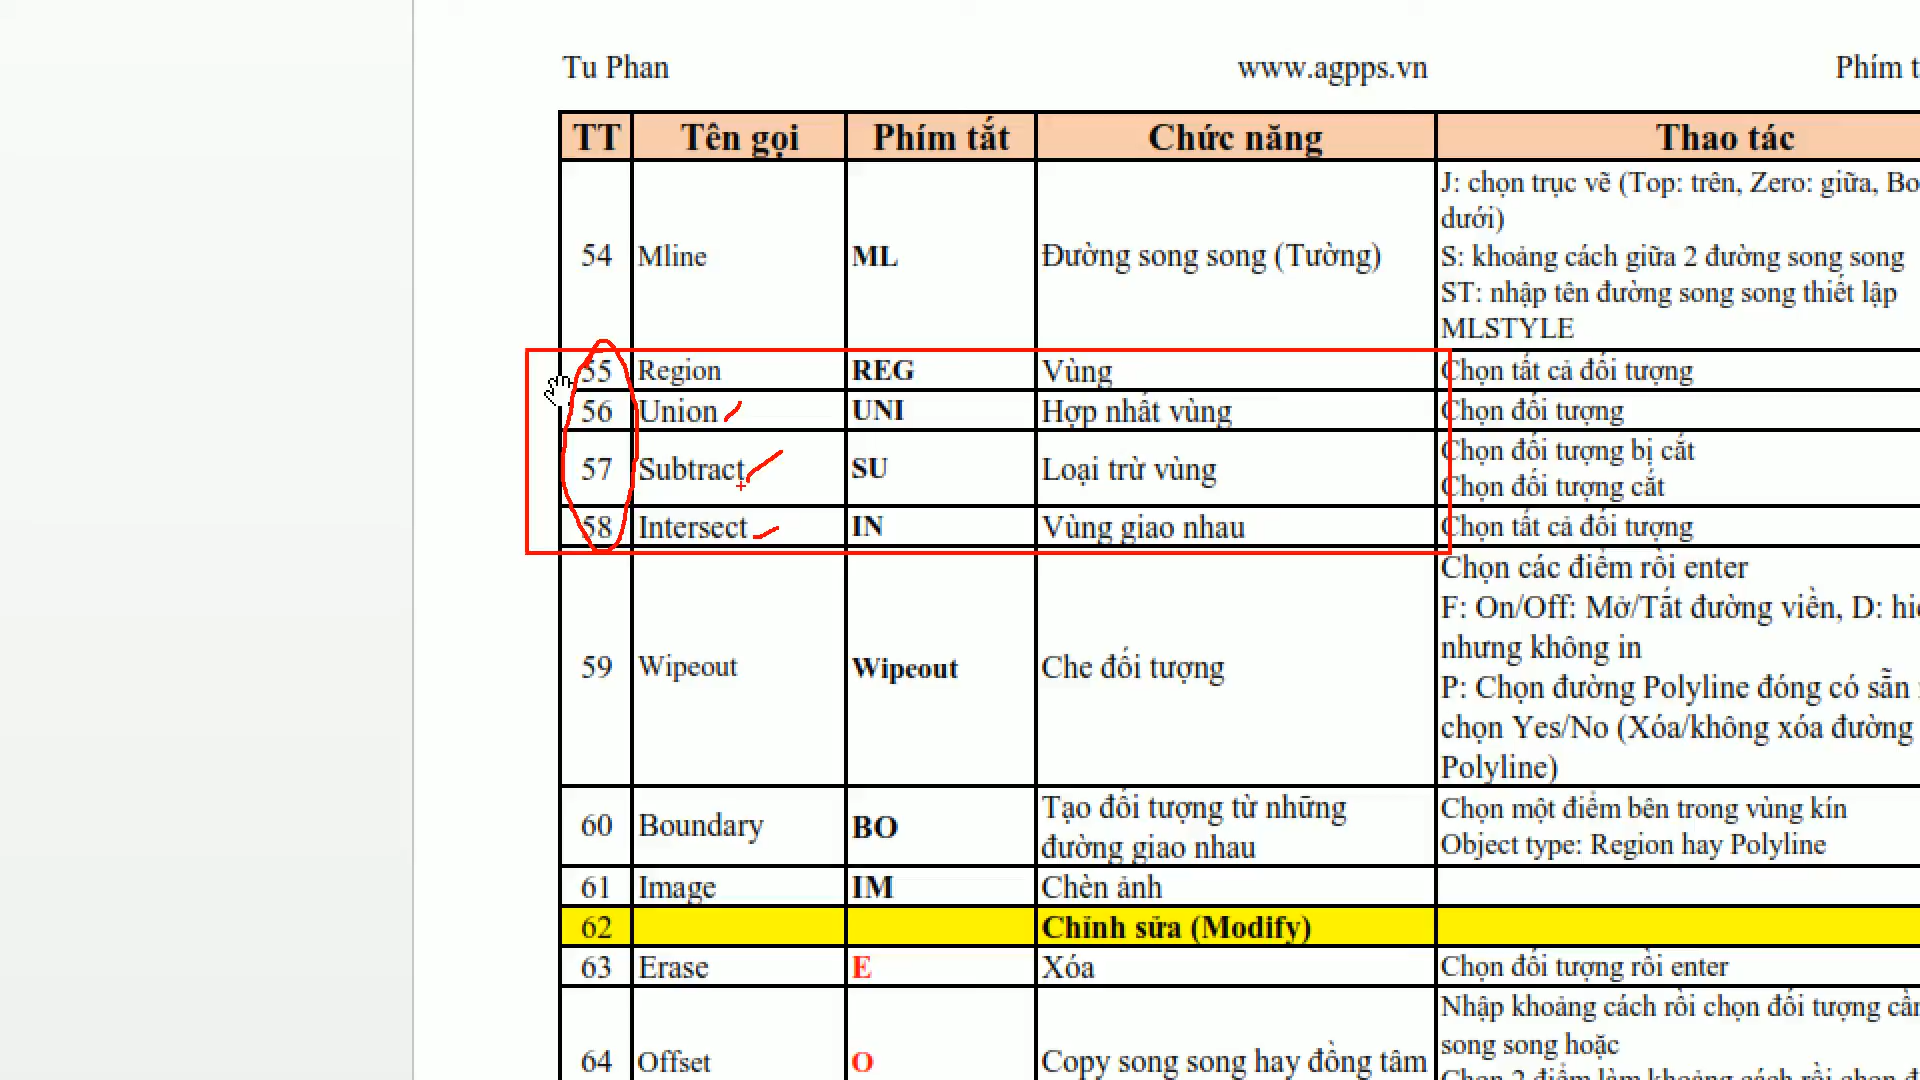 Tu Phan
www.agpps.vn
Phím
TT
Tên gọi
Phím tắt
Chức năng
Thao tác
54
Mline
ML
Đường song song (Tường)
J: chọn trục vẽ (Top: trên, Zero: giữa,
dưới)
S: khoảng cách giữa 2 đường song song
ST: nhập tên đường song song thiết lập
MLSTYLE
55
Region
REG
Vùng
Chọn tất cả đối tượng
56
Union
UNI
Hợp nhất vùng
Chọn đối tượng
57
Subtract
SU
Loại trừ vùng
Chọn đối tượng bị cắt
Chọn đối tượng cắt
58
Intersect
IN
Vùng giao nhau
Chọn tất cả đối tượng
59
Wipeout
Wipeout
Che đối tượng
Chọn các điểm rồi enter
F: On/Off: Mở/Tắt đường viền, D:
nhưng không in
P: Chọn đường Polyline đóng có sẵn
chọn Yes/No (Xóa/không xóa đường
Polyline)
60
Boundary
BO
Tạo đối tượng từ những
đường giao nhau
Chọn một điểm bên trong vùng kín
Object type: Region hay Polyline
61
Image
IM
Chèn ảnh
62
Chỉnh sửa (Modify)
63
Erase
E
Xóa
Chọn đối tượng rồi enter
64
Offset
O
Copy song song hay đồng tâm
Nhập khoảng cách rồi chọn đối tượng
song song hoặc
Chọn 2 điểm làm khoảng cách rồi chọn